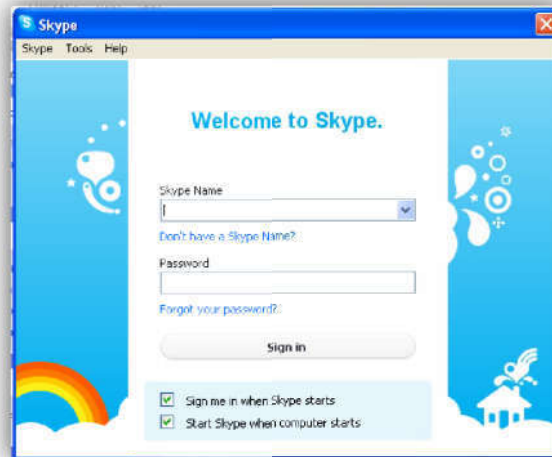 Skype
Skype Tools Help
Welcome to Skype.
Skype Name
Don't have a Skype Name?
Password
Forgot your password?
Sign in
Sign me in when Skype starts
Start Skype when computer starts